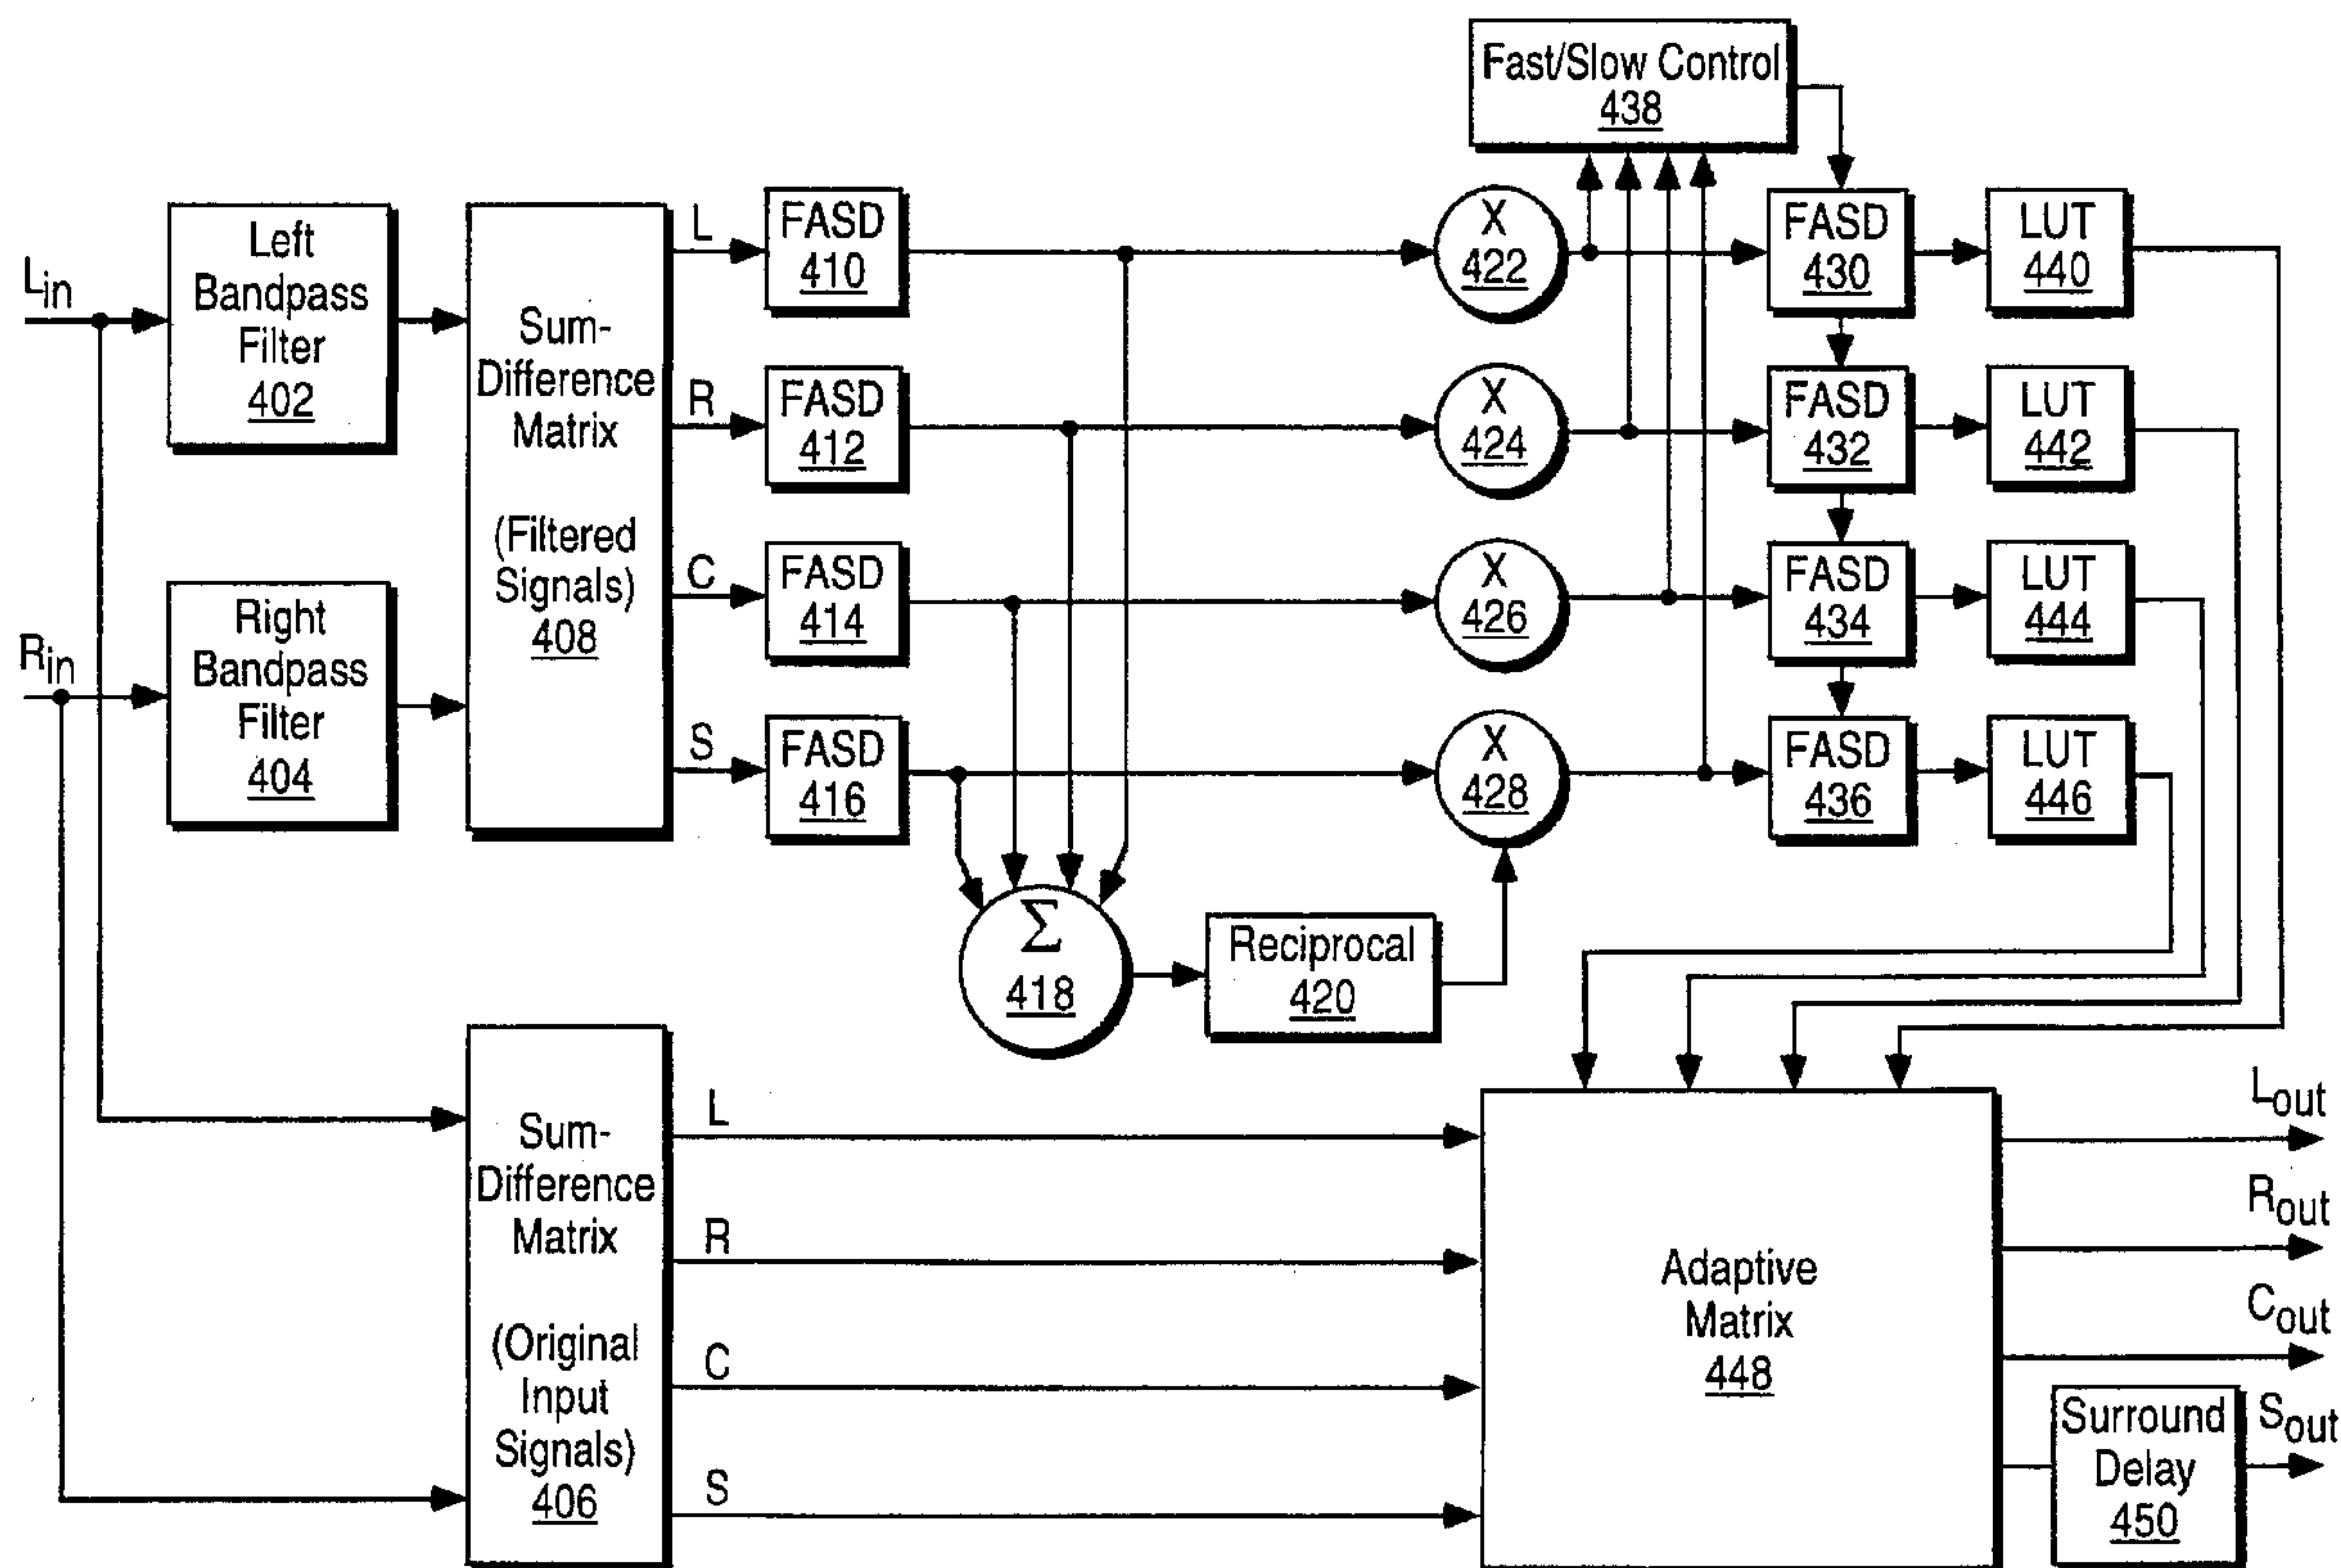 Fast/Slow Control
438
Left
Bandpass
Filter
402
Lin
Right
Bandpass
Filter
404
Rin
Sum-
Difference
Matrix
(Filtered
Signals)
408
L
R
C
S
FASD
410
FASD
412
FASD
414
FASD
416
X
422
X
424
X
426
X
428
FASD
430
FASD
432
FASD
434
FASD
436
LUT
440
LUT
442
LUT
444
LUT
446
Σ
418
Reciprocal
420
Sum-
Difference
Matrix
(Original
Input
Signals)
406
L
R
C
S
Adaptive
Matrix
448
Lout
Rout
Cout
Surround
Delay
450
Sout